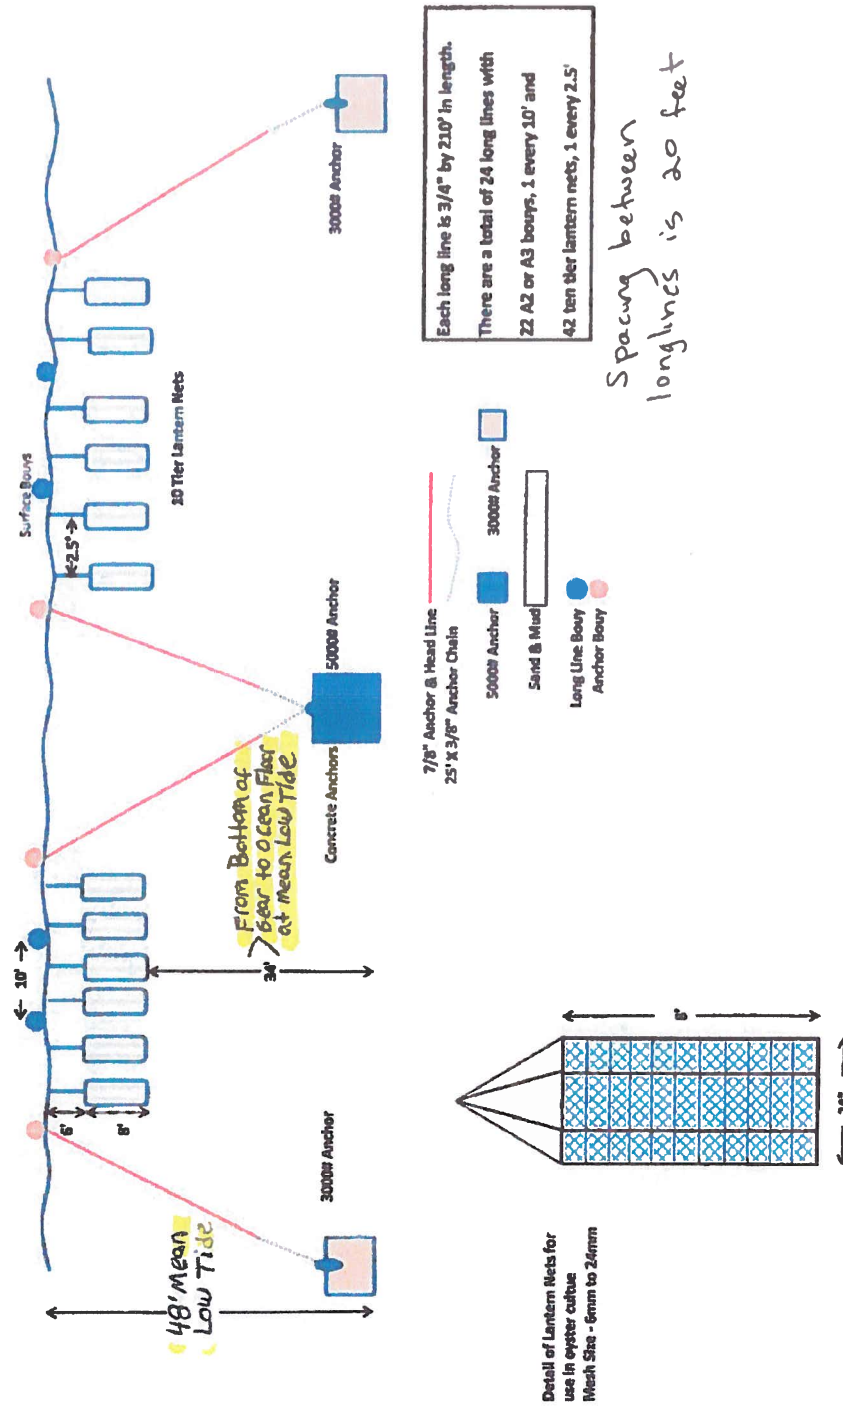 Surface Bouys
10'
2.5'
6'
8'
10 Tier Lantern Nets
34'
From Bottom of
Gear to Ocean Floor
at Mean Low Tide
48' Mean
Low Tide
3000# Anchor
Concrete Anchors
5000# Anchor
3000# Anchor
7/8" Anchor & Head Line
25' X 3/8" Anchor Chain
5000# Anchor
3000# Anchor
Sand & Mud
Long Line Bouy
Anchor Bouy
Each long line is 3/4" by 210' in length.
There are a total of 24 long lines with
22 A2 or A3 bouys, 1 every 10' and
42 ten tier lantern nets, 1 every 2.5'
Spacing between
longlines is 20 feet
Detail of Lantern Nets for
use in oyster cultue
Mesh Size - 6mm to 24mm
8'